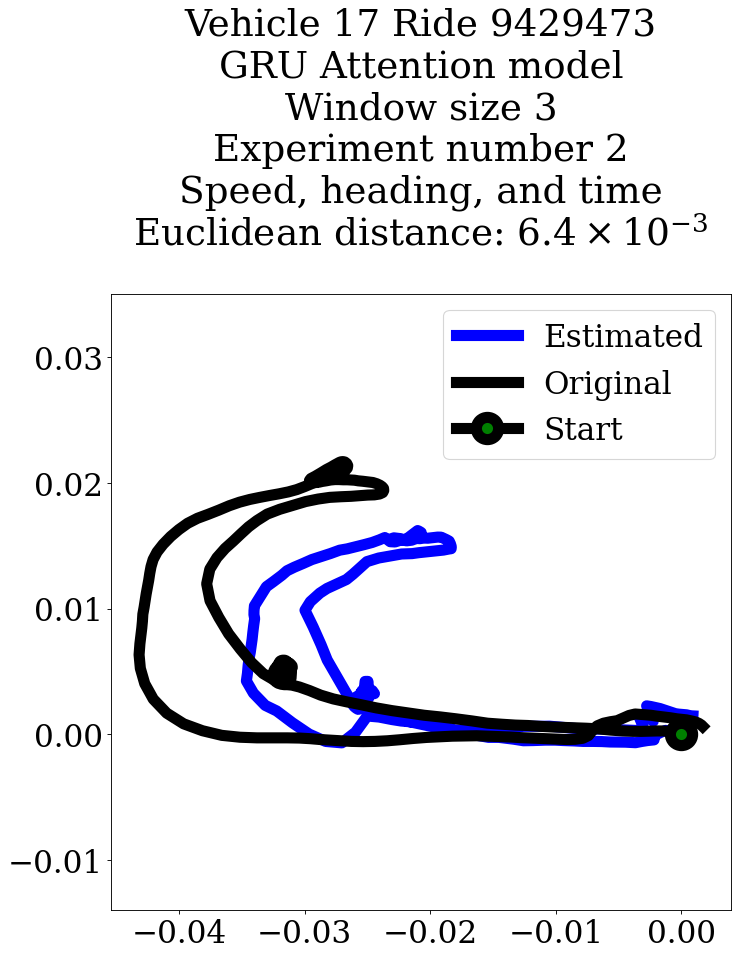 Vehicle 17 Ride 9429473
GRU Attention model
Window size 3
Experiment number 2
Speed, heading, and time
Euclidean distance: 6.4 × 10⁻³
Estimated
Original
Start
0.03
0.02
0.01
0.00
−0.01
−0.04 −0.03 −0.02 −0.01 0.00